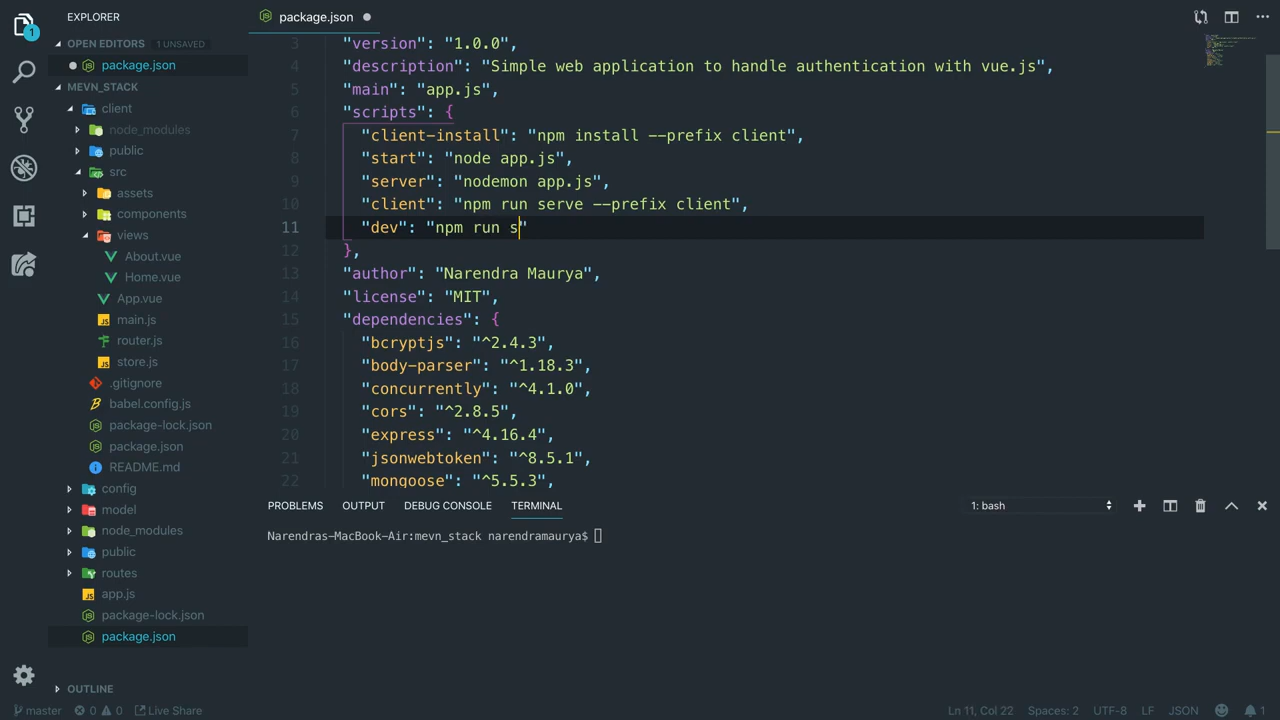 EXPLORER
OPEN EDITORS 1 UNSAVED
package.json
MEVN_STACK
client
node_modules
public
src
assets
components
views
About.vue
Home.vue
App.vue
main.js
router.js
store.js
.gitignore
babel.config.js
package-lock.json
package.json
README.md
config
model
node_modules
public
routes
app.js
package-lock.json
package.json
OUTLINE
package.json
3 "version": "1.0.0",
4 "description": "Simple web application to handle authentication with vue.js",
5 "main": "app.js",
6 "scripts": {
7 "client-install": "npm install --prefix client",
8 "start": "node app.js",
9 "server": "nodemon app.js",
10 "client": "npm run serve --prefix client",
11 "dev": "npm run s"
12 },
13 "author": "Narendra Maurya",
14 "license": "MIT",
15 "dependencies": {
16 "bcryptjs": "^2.4.3",
17 "body-parser": "^1.18.3",
18 "concurrently": "^4.1.0",
19 "cors": "^2.8.5",
20 "express": "^4.16.4",
21 "jsonwebtoken": "^8.5.1",
22 "mongoose": "^5.5.3",
PROBLEMS OUTPUT DEBUG CONSOLE TERMINAL 1: bash
Narendras-MacBook-Air:mevn_stack narendramaurya$
master 0 0 Live Share Ln 11, Col 22 Spaces: 2 UTF-8 LF JSON 1